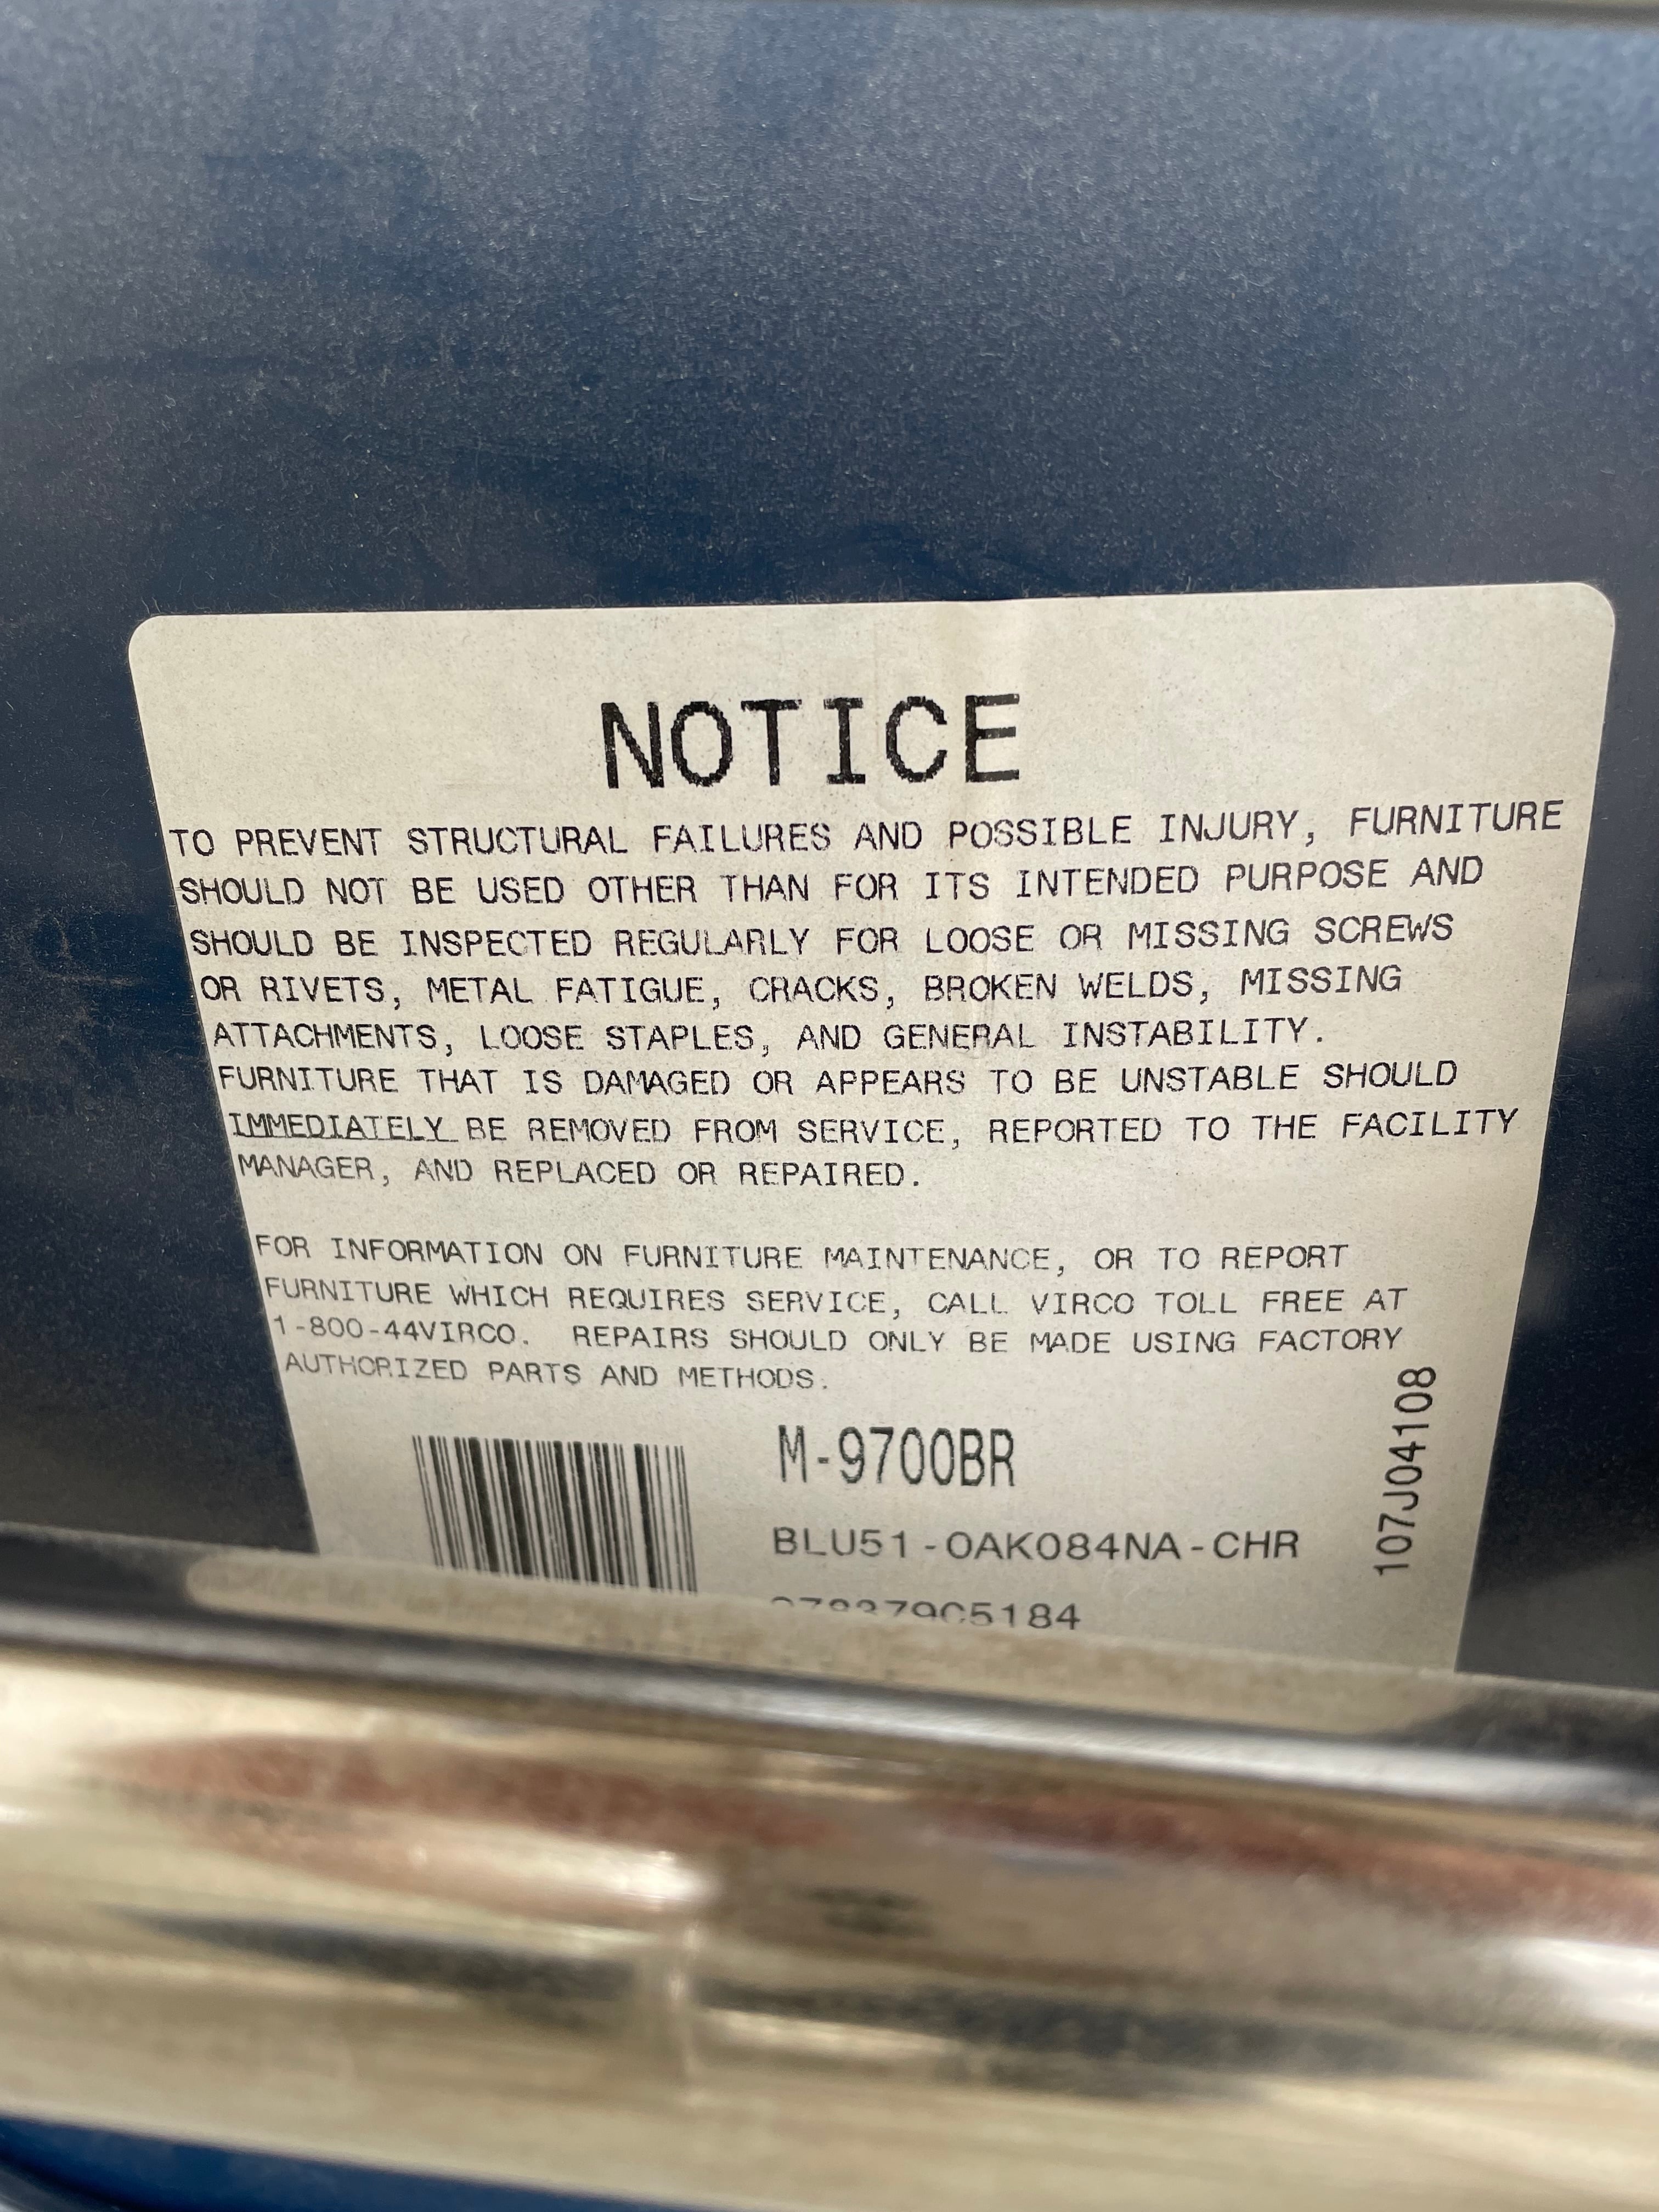 NOTICE
TO PREVENT STRUCTURAL FAILURES AND POSSIBLE INJURY, FURNITURE
SHOULD NOT BE USED OTHER THAN FOR ITS INTENDED PURPOSE AND
SHOULD BE INSPECTED REGULARLY FOR LOOSE OR MISSING SCREWS
OR RIVETS, METAL FATIGUE, CRACKS, BROKEN WELDS, MISSING
ATTACHMENTS, LOOSE STAPLES, AND GENERAL INSTABILITY.
FURNITURE THAT IS DAMAGED OR APPEARS TO BE UNSTABLE SHOULD
IMMEDIATELY BE REMOVED FROM SERVICE, REPORTED TO THE FACILITY
MANAGER, AND REPLACED OR REPAIRED.
FOR INFORMATION ON FURNITURE MAINTENANCE, OR TO REPORT
FURNITURE WHICH REQUIRES SERVICE, CALL VIRCO TOLL FREE AT
1-800-44VIRCO. REPAIRS SHOULD ONLY BE MADE USING FACTORY
AUTHORIZED PARTS AND METHODS.
M-9700BR
BLU51-OAK084NA-CHR
107J04108